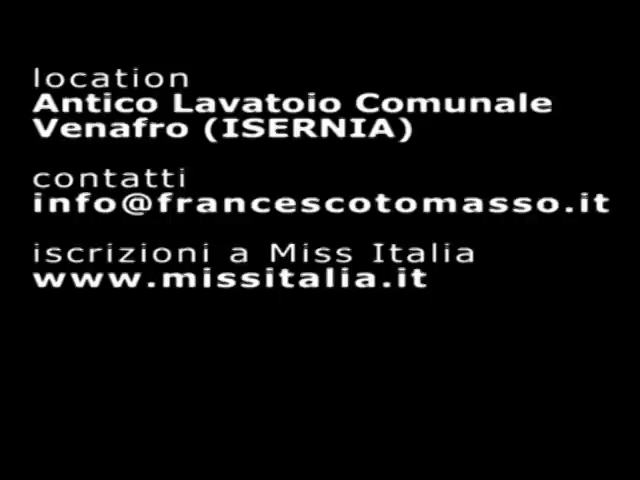 location
Antico Lavatoio Comunale
Venafro (ISERNIA)
contatti
info@francescotomasso.it
iscrizioni a Miss Italia
www.missitalia.it